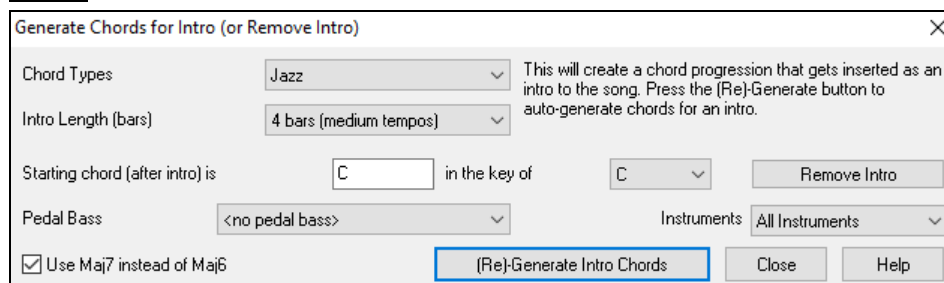 Generate Chords for Intro (or Remove Intro)
Chord Types Jazz This will create a chord progression that gets inserted as an
intro to the song. Press the (Re)-Generate button to
auto-generate chords for an intro.
Intro Length (bars) 4 bars (medium tempos)
Starting chord (after intro) is C in the key of C Remove Intro
Pedal Bass <no pedal bass> Instruments All Instruments
Use Maj7 instead of Maj6 (Re)-Generate Intro Chords Close Help